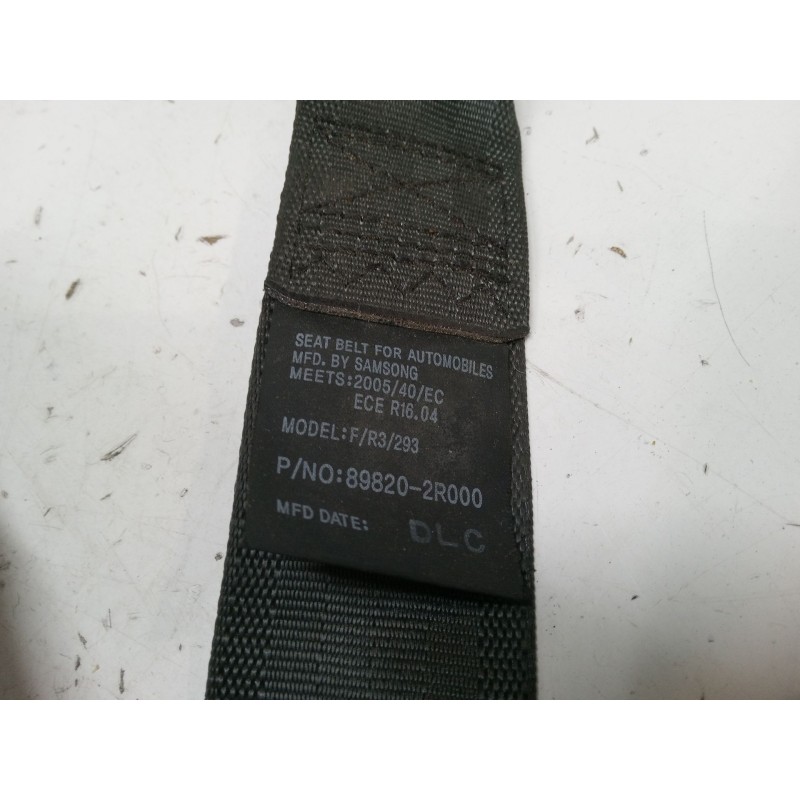 SEAT BELT FOR AUTOMOBILES
MFD. BY SAMSONG
MEETS:2005/40/EC
ECE R16.04
MODEL:F/R3/293
P/NO:89820-2R000
MFD DATE: DLC